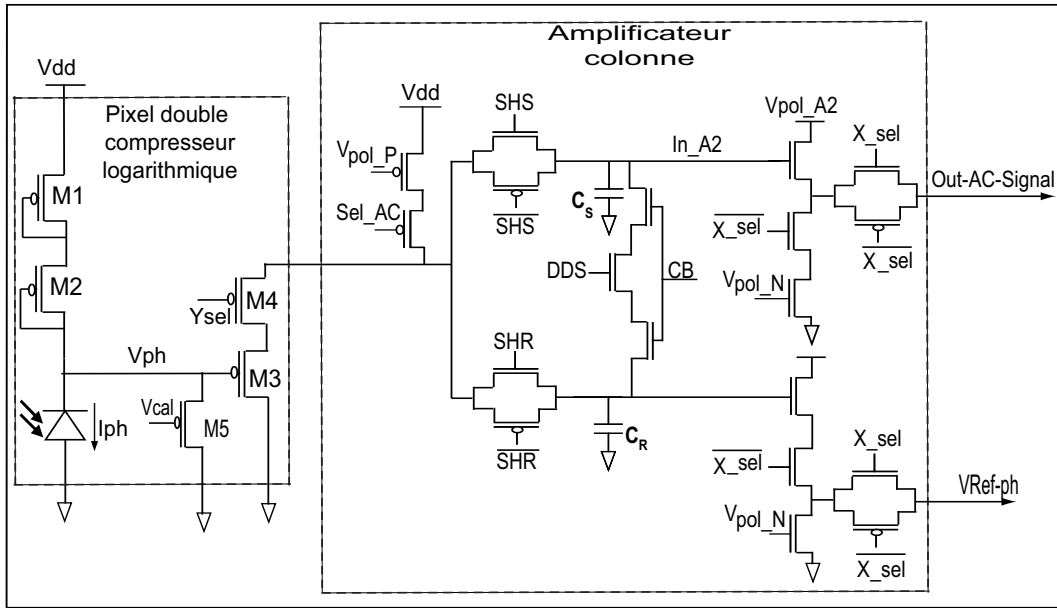 Amplificateur
colonne
Vdd
Pixel double
compresseur
logarithmique
M1
M2
Vph
Iph
Vcal
M5
M4
Ysel
M3
Vdd
Vpol_P
Sel_AC
SHS
SHS
In_A2
CS
DDS
CB
SHR
SHR
CR
Vpol_A2
X_sel
Out-AC-Signal
X_sel
X_sel
Vpol_N
X_sel
X_sel
VRef-ph
Vpol_N
X_sel